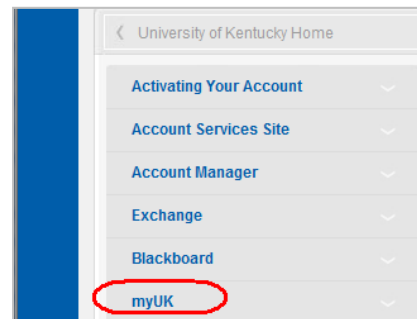 University of Kentucky Home
Activating Your Account
Account Services Site
Account Manager
Exchange
Blackboard
myUK